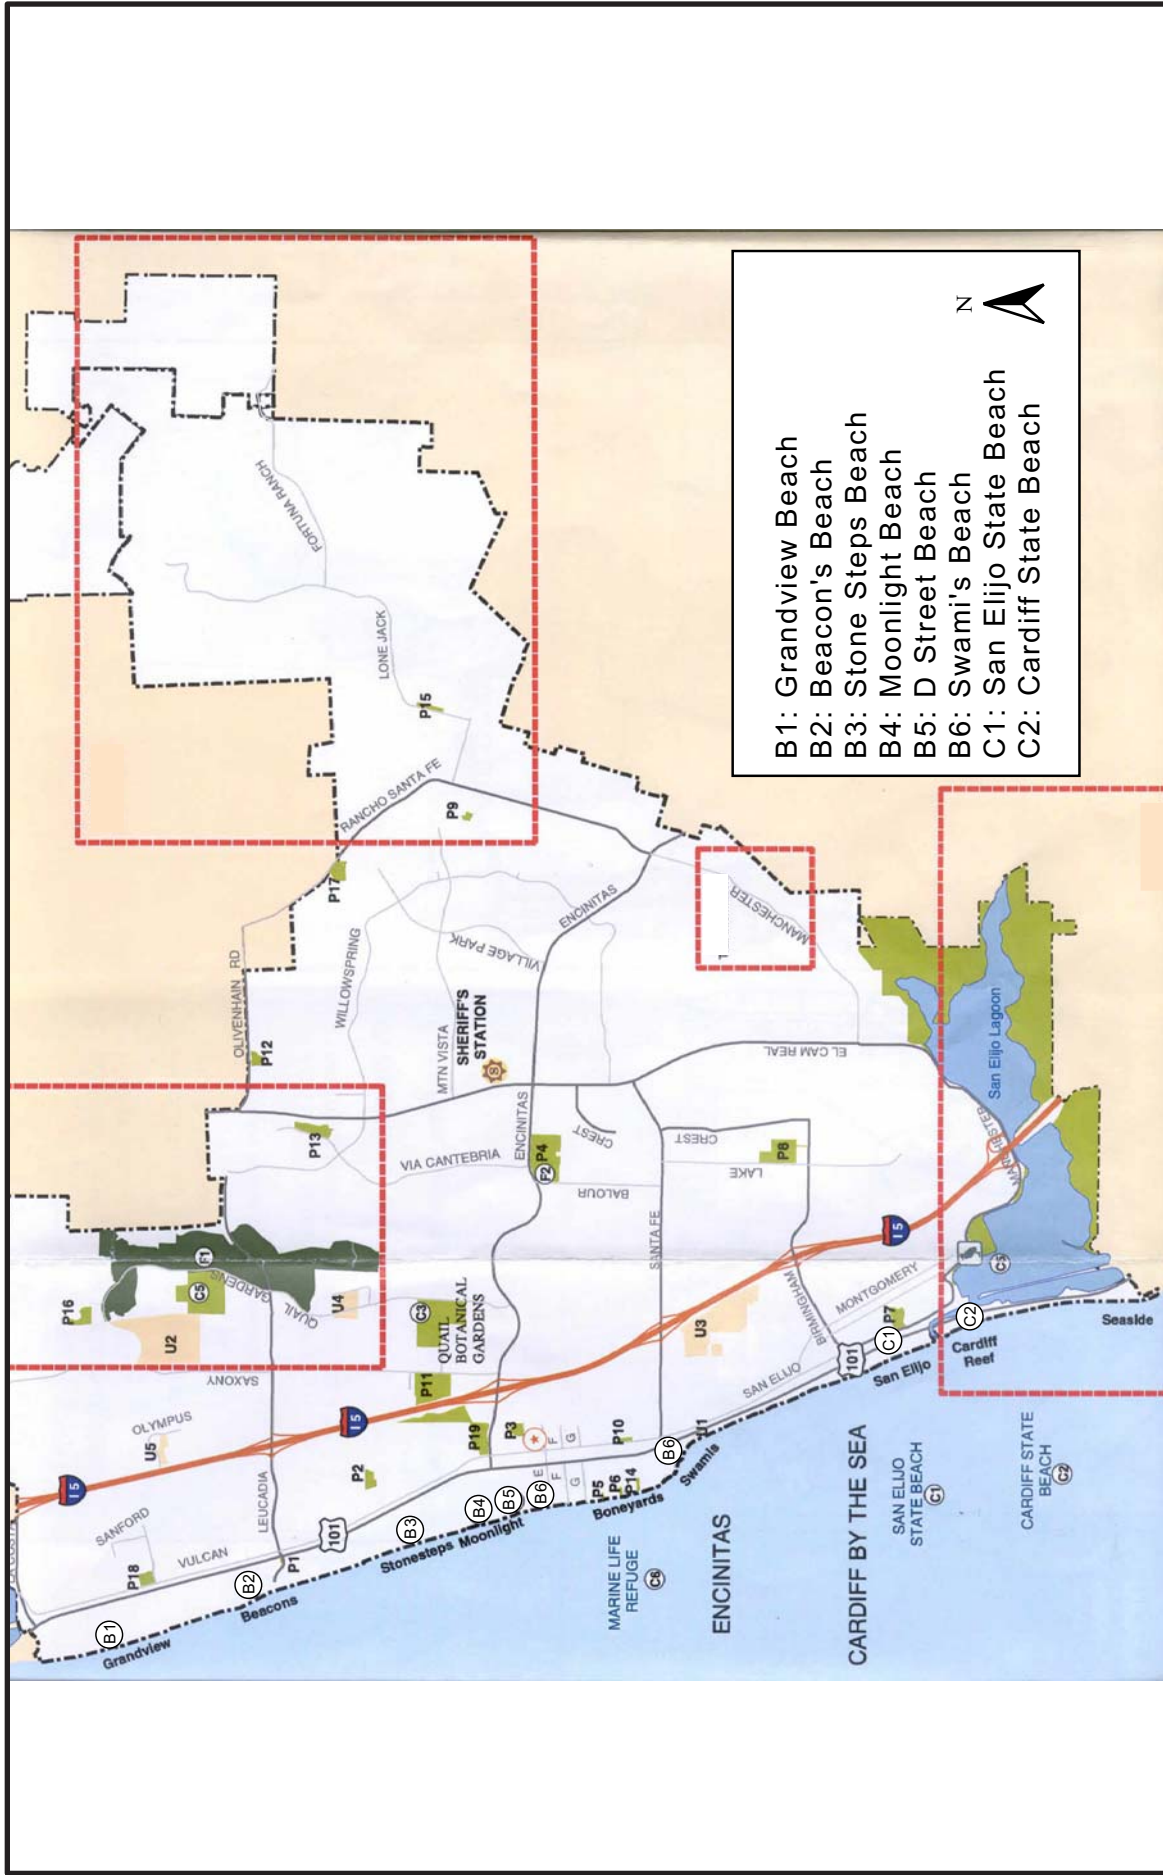 B1: Grandview Beach
B2: Beacon's Beach
B3: Stone Steps Beach
B4: Moonlight Beach
B5: D Street Beach
B6: Swami's Beach
C1: San Elijo State Beach
C2: Cardiff State Beach
N
FORTUNA RANCH
LONE JACK
P15
RANCHO SANTA FE
P9
P17
OLIVENHAIN RD
WILLOWSPRING
VILLAGE PARK
ENCINITAS
MANCHESTER
1
P12
MTN VISTA
SHERIFF'S
STATION
S
EL CAM REAL
San Elijo Lagoon
P13
VIA CANTEBRIA
ENCINITAS
F2
P4
CREST
CREST
BALOUR
LAKE
P8
MANCHESTER
SANTA FE
P16
C5
F1
QUAIL
GARDENS
U2
U4
C3
QUAIL
BOTANICAL
GARDENS
U3
BIRMINGHAM
I 5
MONTGOMERY
P7
C5
C2
C1
101
San Elijo
Cardiff
Reef
Seaside
SAXONY
P11
OLYMPUS
U5
I 5
I 5
P19
P3
E
F
G
F
G
P10
SAN ELIJO
P2
LEUCADIA
SANFORD
VULCAN
P18
101
P1
B1
Grandview
B2
Beacons
B3
Stonesteps
B4
Moonlight
B5
B6
P5
P6
P14
Boneyards
B6
Swamis
U1
MARINE LIFE
REFUGE
C6
ENCINITAS
CARDIFF BY THE SEA
SAN ELIJO
STATE BEACH
C1
CARDIFF STATE
BEACH
C2